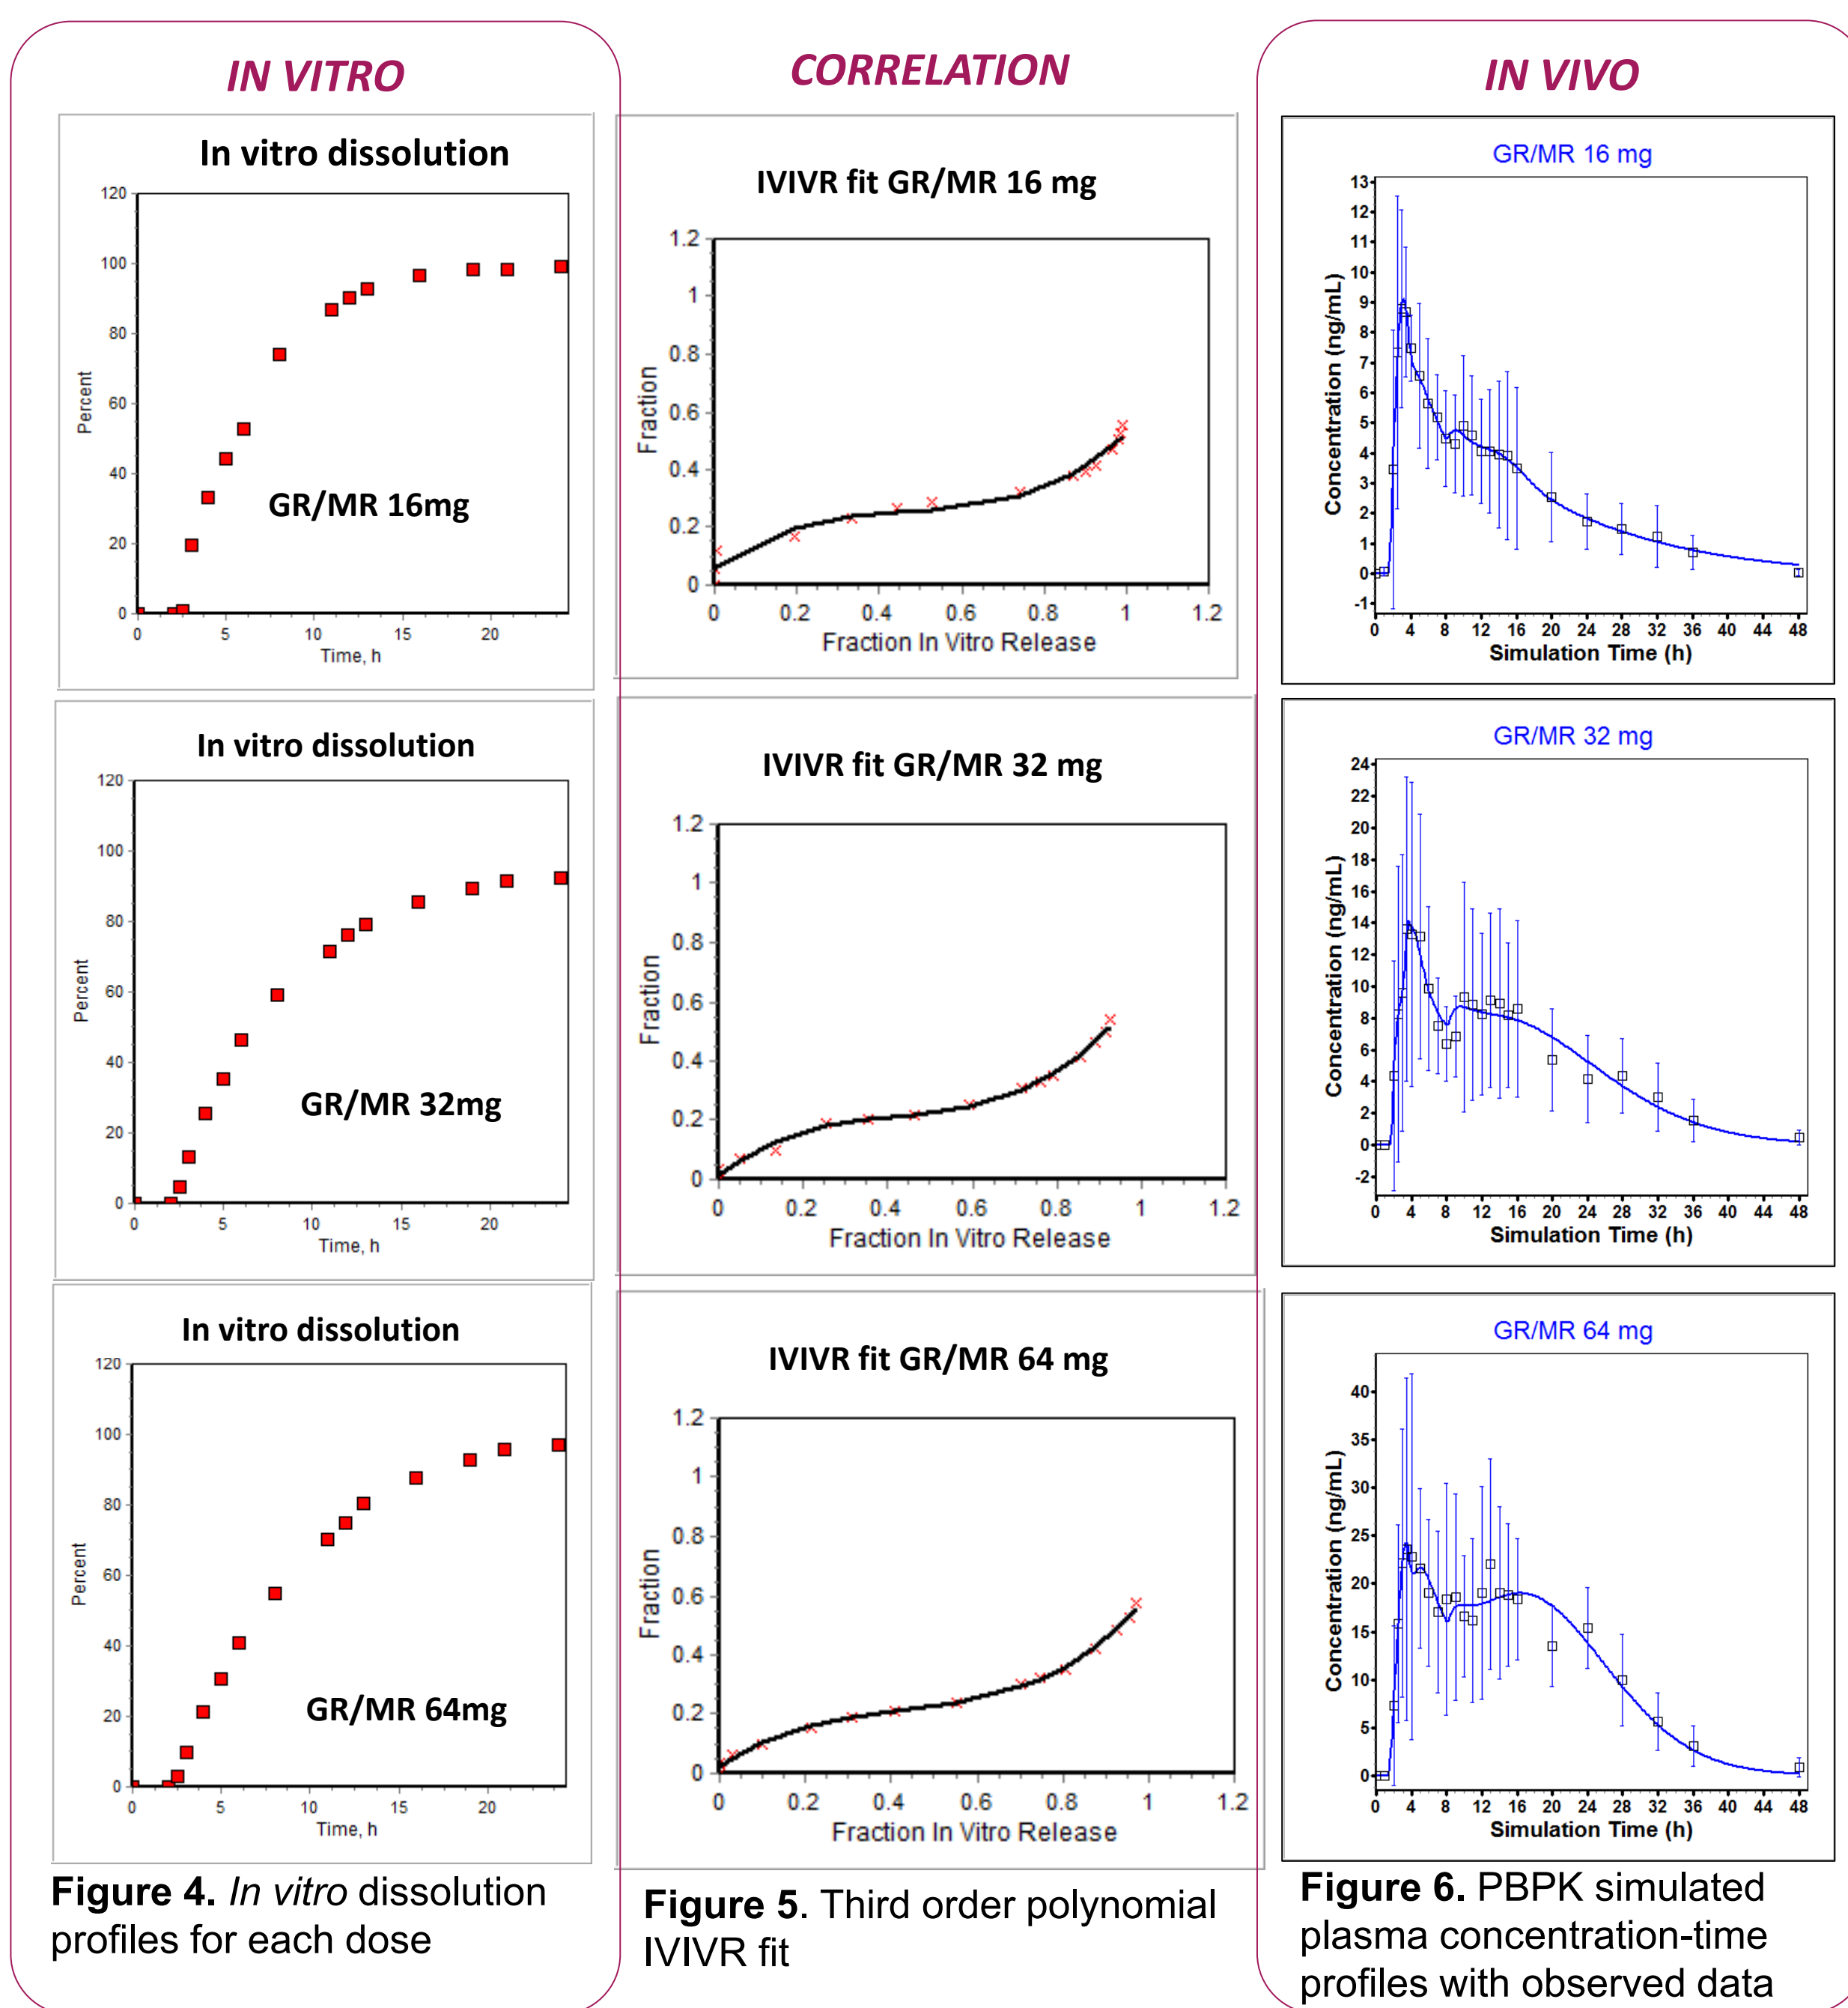 IN VITRO
CORRELATION
IN VIVO
In vitro dissolution
120
100
80
60
40
20
0
Percent
GR/MR 16mg
0 5 10 15 20
Time, h
IVIVR fit GR/MR 16 mg
1.2
1
0.8
0.6
0.4
0.2
0
Fraction
0 0.2 0.4 0.6 0.8 1 1.2
Fraction In Vitro Release
GR/MR 16 mg
13
12
11
10
9
8
7
6
5
4
3
2
1
0
-1
Concentration (ng/mL)
0 4 8 12 16 20 24 28 32 36 40 44 48
Simulation Time (h)
In vitro dissolution
120
100
80
60
40
20
0
Percent
GR/MR 32mg
0 5 10 15 20
Time, h
IVIVR fit GR/MR 32 mg
1.2
1
0.8
0.6
0.4
0.2
0
Fraction
0 0.2 0.4 0.6 0.8 1 1.2
Fraction In Vitro Release
GR/MR 32 mg
24
22
20
18
16
14
12
10
8
6
4
2
0
-2
Concentration (ng/mL)
0 4 8 12 16 20 24 28 32 36 40 44 48
Simulation Time (h)
In vitro dissolution
120
100
80
60
40
20
0
Percent
GR/MR 64mg
0 5 10 15 20
Time, h
IVIVR fit GR/MR 64 mg
1.2
1
0.8
0.6
0.4
0.2
0
Fraction
0 0.2 0.4 0.6 0.8 1 1.2
Fraction In Vitro Release
GR/MR 64 mg
40
35
30
25
20
15
10
5
0
Concentration (ng/mL)
0 4 8 12 16 20 24 28 32 36 40 44 48
Simulation Time (h)
Figure 4. In vitro dissolution
profiles for each dose
Figure 5. Third order polynomial
IVIVR fit
Figure 6. PBPK simulated
plasma concentration-time
profiles with observed data